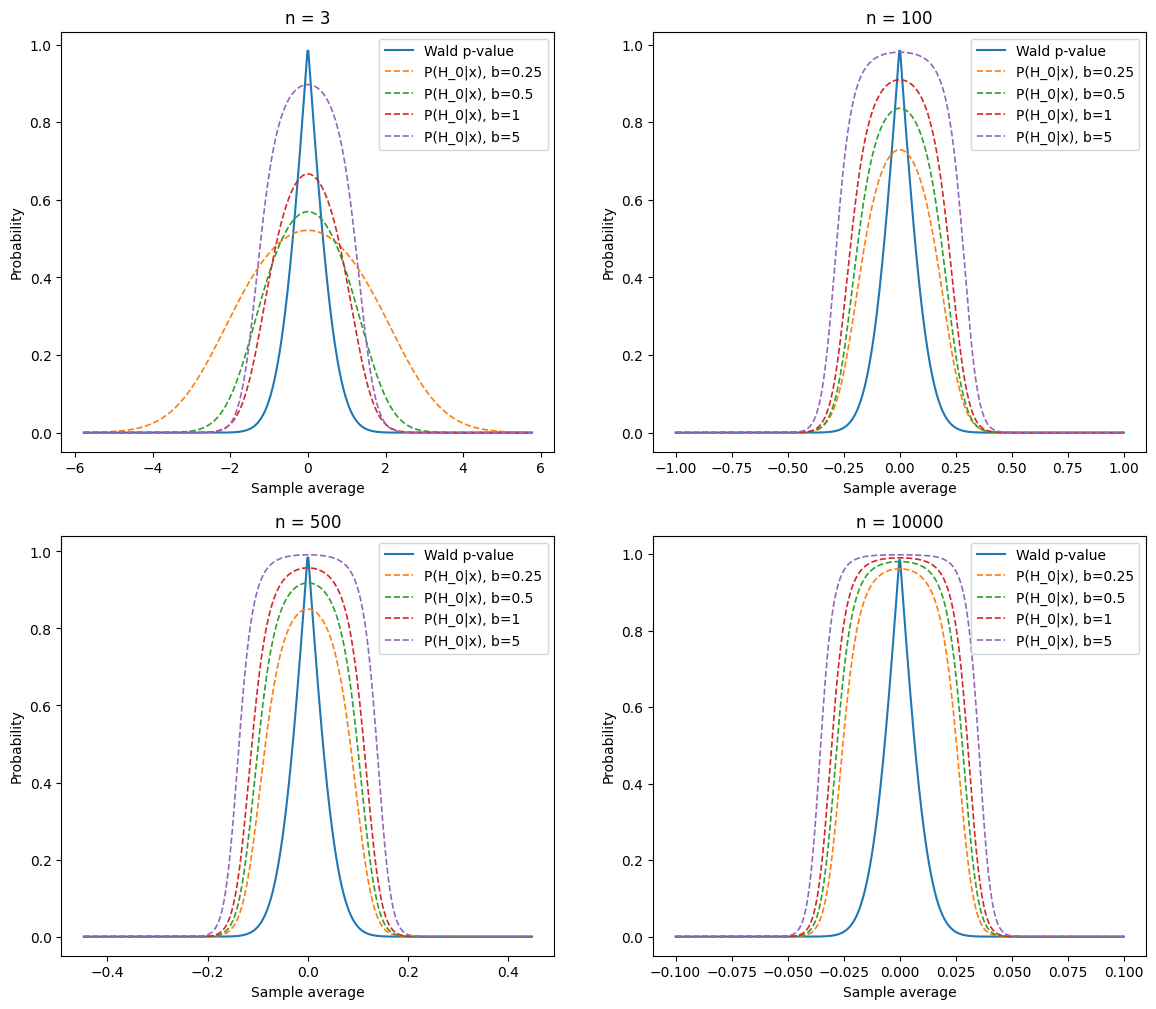 n = 3
1.0
0.8
0.6
0.4
0.2
0.0
Probability
−6
−4
−2
0
2
4
6
Sample average
Wald p-value
P(H_0|x), b=0.25
P(H_0|x), b=0.5
P(H_0|x), b=1
P(H_0|x), b=5
n = 100
1.0
0.8
0.6
0.4
0.2
0.0
Probability
−1.00
−0.75
−0.50
−0.25
0.00
0.25
0.50
0.75
1.00
Sample average
Wald p-value
P(H_0|x), b=0.25
P(H_0|x), b=0.5
P(H_0|x), b=1
P(H_0|x), b=5
n = 500
1.0
0.8
0.6
0.4
0.2
0.0
Probability
−0.4
−0.2
0.0
0.2
0.4
Sample average
Wald p-value
P(H_0|x), b=0.25
P(H_0|x), b=0.5
P(H_0|x), b=1
P(H_0|x), b=5
n = 10000
1.0
0.8
0.6
0.4
0.2
0.0
Probability
−0.100
−0.075
−0.050
−0.025
0.000
0.025
0.050
0.075
0.100
Sample average
Wald p-value
P(H_0|x), b=0.25
P(H_0|x), b=0.5
P(H_0|x), b=1
P(H_0|x), b=5